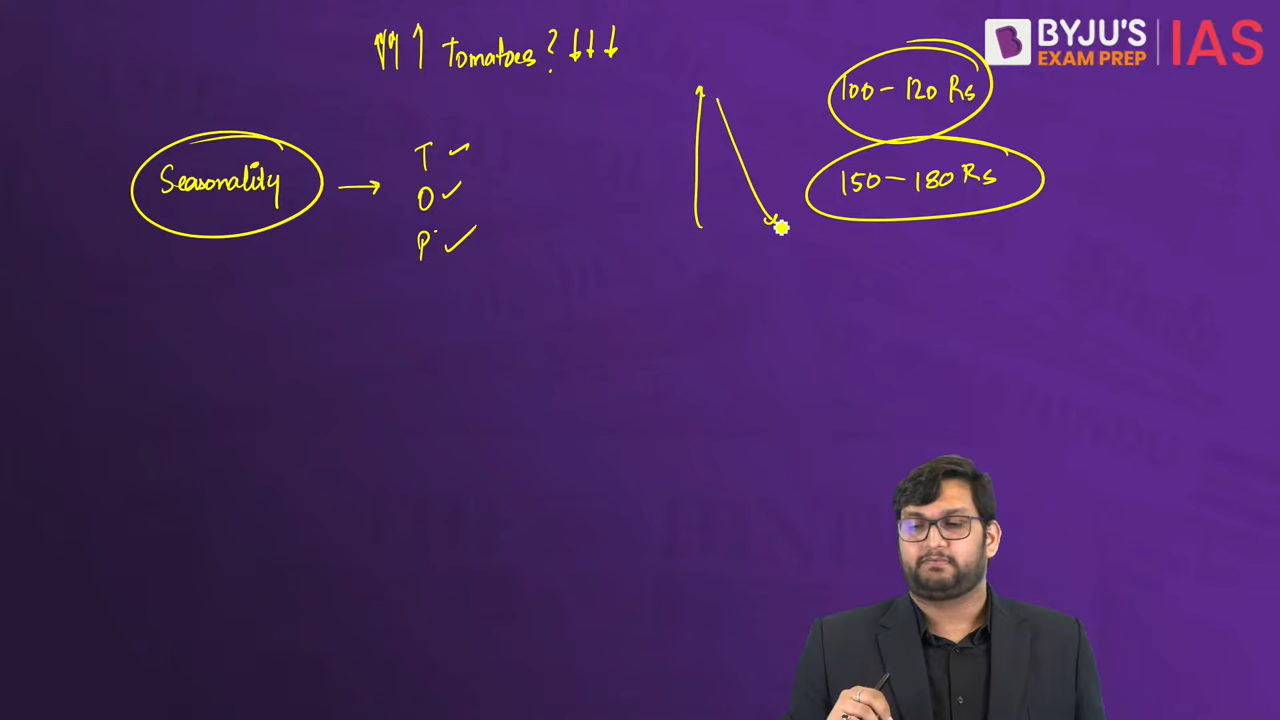 ↑↑↑ Tomatoes? ↓↓↓
BYJU'S
EXAM PREP
IAS
100 - 120 Rs
Seasonality →
T ✓
O ✓
P ✓
150 - 180 Rs